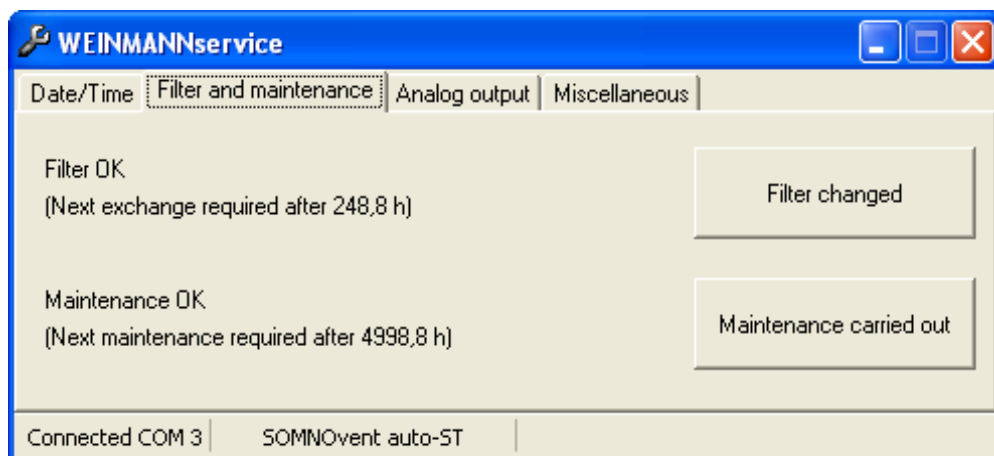 WEINMANNservice
Date/Time Filter and maintenance Analog output Miscellaneous
Filter OK
(Next exchange required after 248,8 h)
Filter changed
Maintenance OK
(Next maintenance required after 4998,8 h)
Maintenance carried out
Connected COM 3 SOMNOvent auto-ST